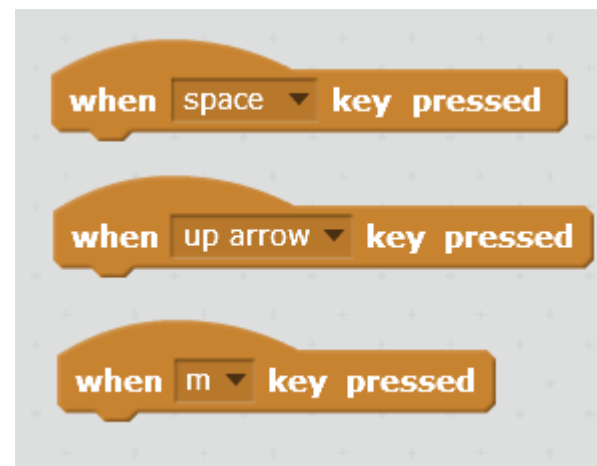 when space key pressed
when up arrow key pressed
when m key pressed